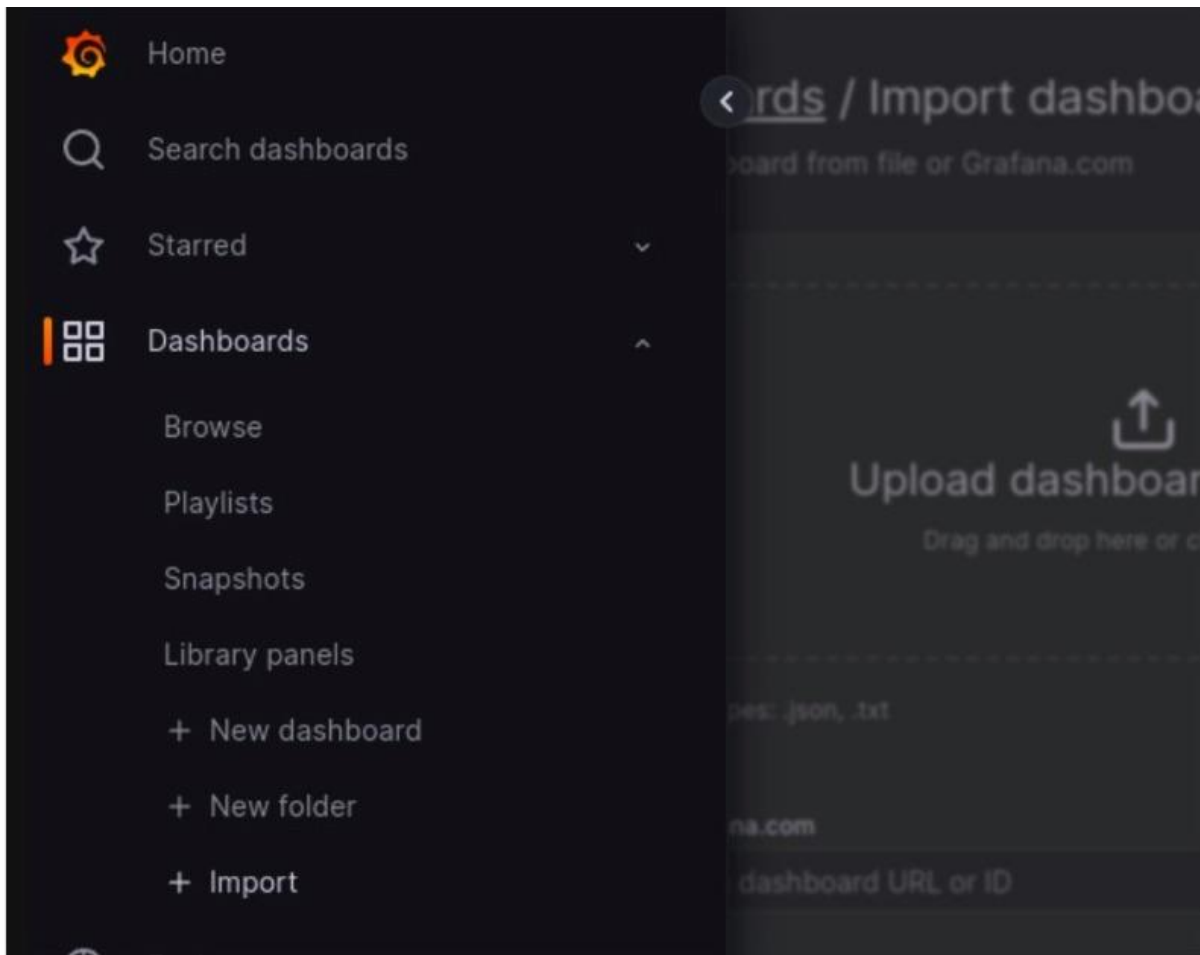 Home
Search dashboards
Starred
Dashboards
Browse
Playlists
Snapshots
Library panels
+ New dashboard
+ New folder
+ Import
rds / Import dashboa
oard from file or Grafana.com
Upload dashboar
Drag and drop here or c
pes: .json, .txt
na.com
dashboard URL or ID